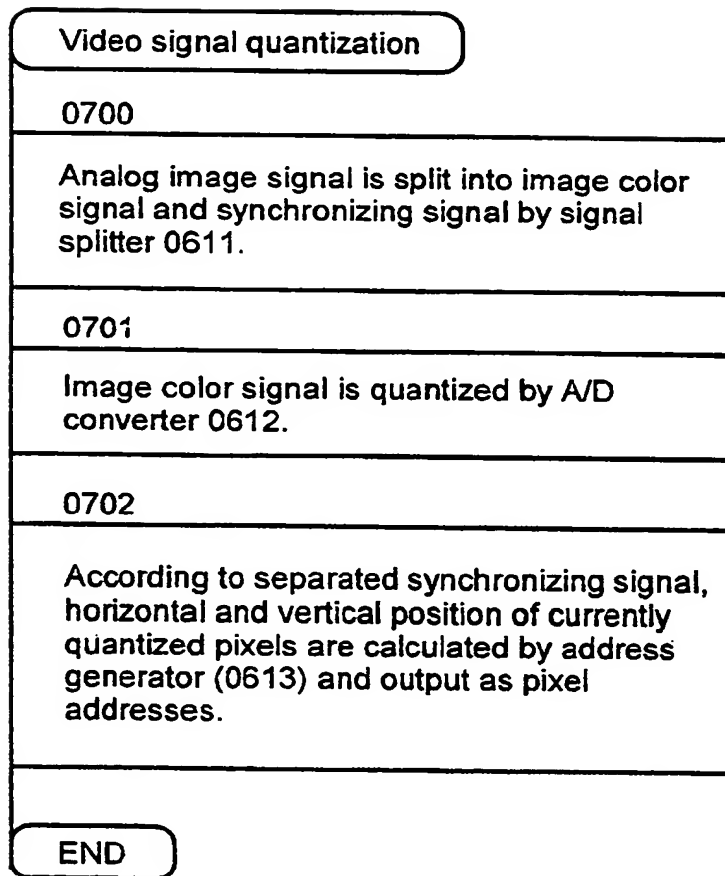 Video signal quantization
0700
Analog image signal is split into image color
signal and synchronizing signal by signal
splitter 0611.
0701
Image color signal is quantized by A/D
converter 0612.
0702
According to separated synchronizing signal,
horizontal and vertical position of currently
quantized pixels are calculated by address
generator (0613) and output as pixel
addresses.
END